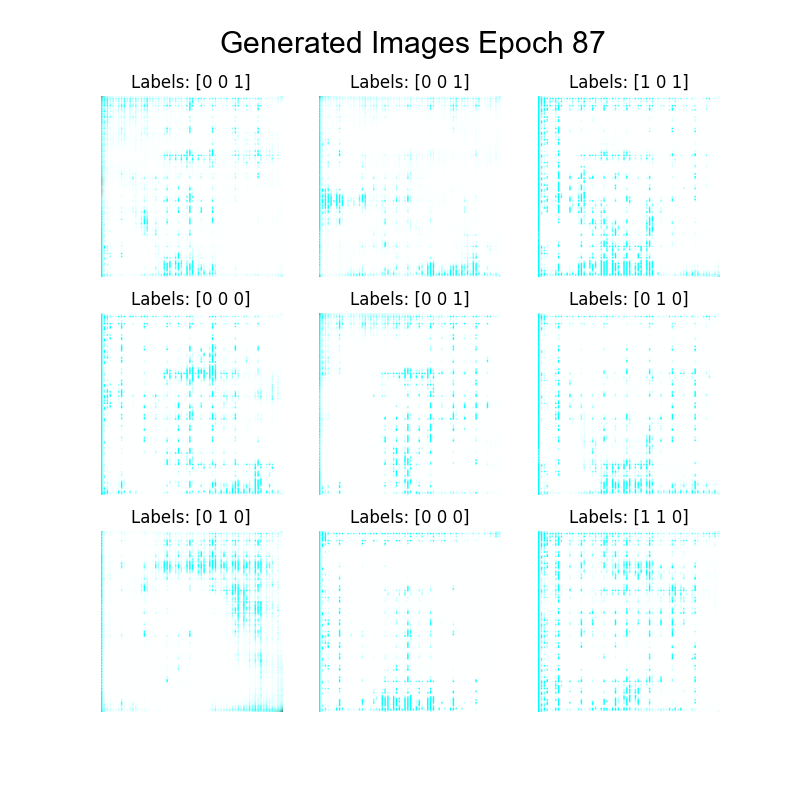 Generated Images Epoch 87
Labels: [0 0 1]
Labels: [0 0 1]
Labels: [1 0 1]
Labels: [0 0 0]
Labels: [0 0 1]
Labels: [0 1 0]
Labels: [0 1 0]
Labels: [0 0 0]
Labels: [1 1 0]